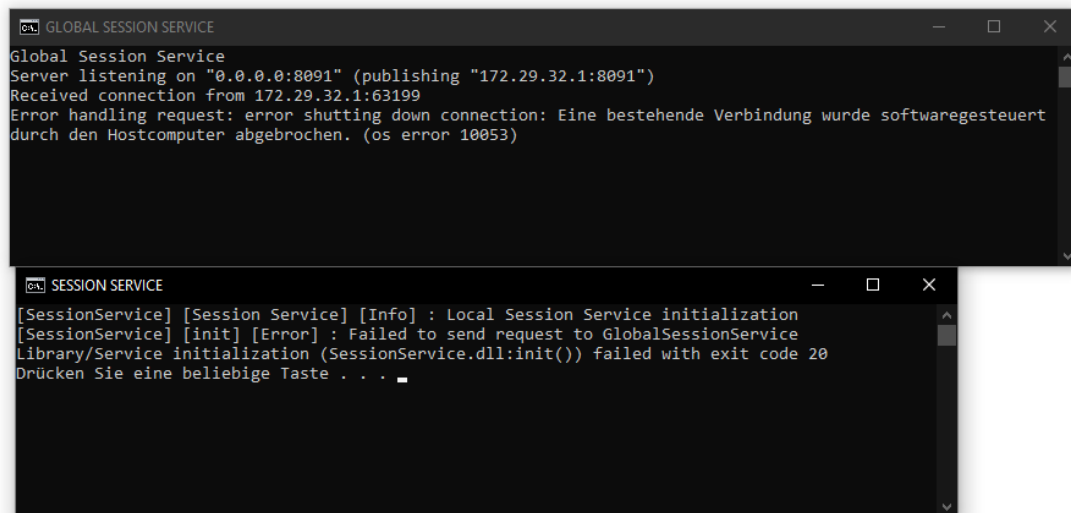 GLOBAL SESSION SERVICE
Global Session Service
Server listening on "0.0.0.0:8091" (publishing "172.29.32.1:8091")
Received connection from 172.29.32.1:63199
Error handling request: error shutting down connection: Eine bestehende Verbindung wurde softwaregesteuert
durch den Hostcomputer abgebrochen. (os error 10053)
SESSION SERVICE
[SessionService] [Session Service] [Info] : Local Session Service initialization
[SessionService] [init] [Error] : Failed to send request to GlobalSessionService
Library/Service initialization (SessionService.dll:init()) failed with exit code 20
Drücken Sie eine beliebige Taste . . .